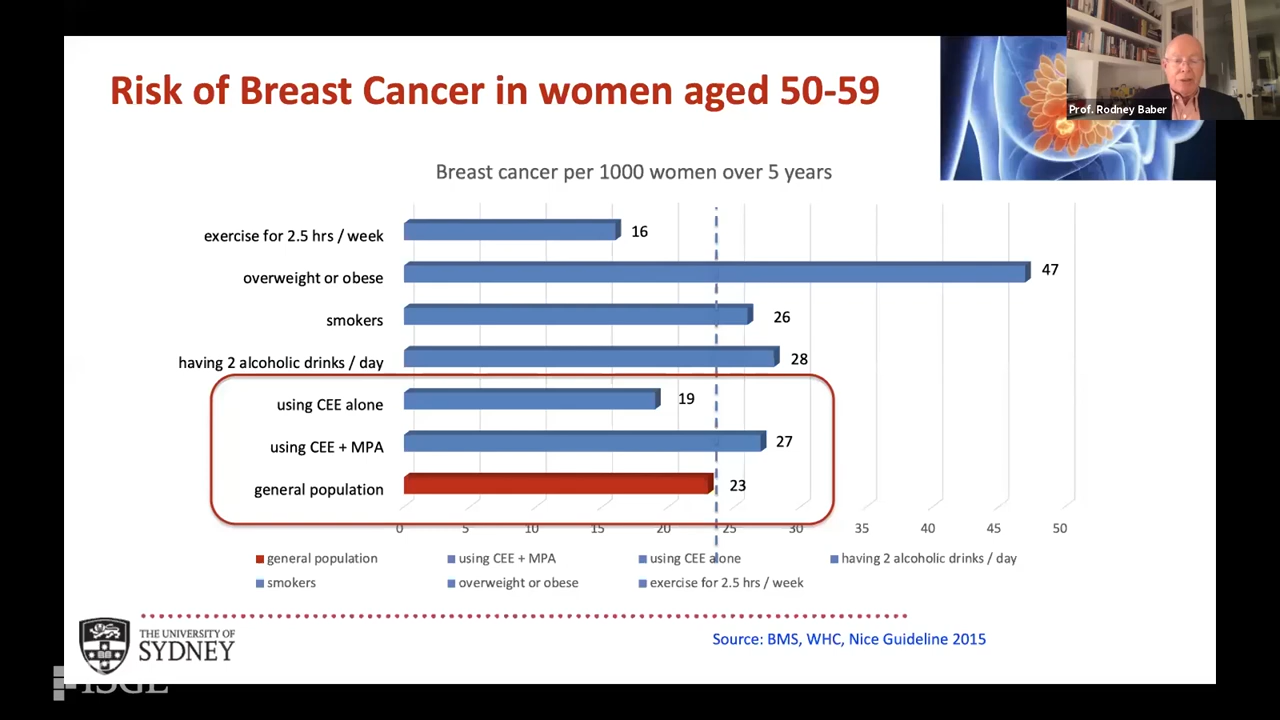 Risk of Breast Cancer in women aged 50-59
Prof. Rodney Baber
Breast cancer per 1000 women over 5 years
exercise for 2.5 hrs / week
16
overweight or obese
47
smokers
26
having 2 alcoholic drinks / day
28
using CEE alone
19
using CEE + MPA
27
general population
23
0 5 10 15 20 25 30 35 40 45 50
general population using CEE + MPA using CEE alone having 2 alcoholic drinks / day
smokers overweight or obese exercise for 2.5 hrs / week
THE UNIVERSITY OF
SYDNEY
Source: BMS, WHC, Nice Guideline 2015